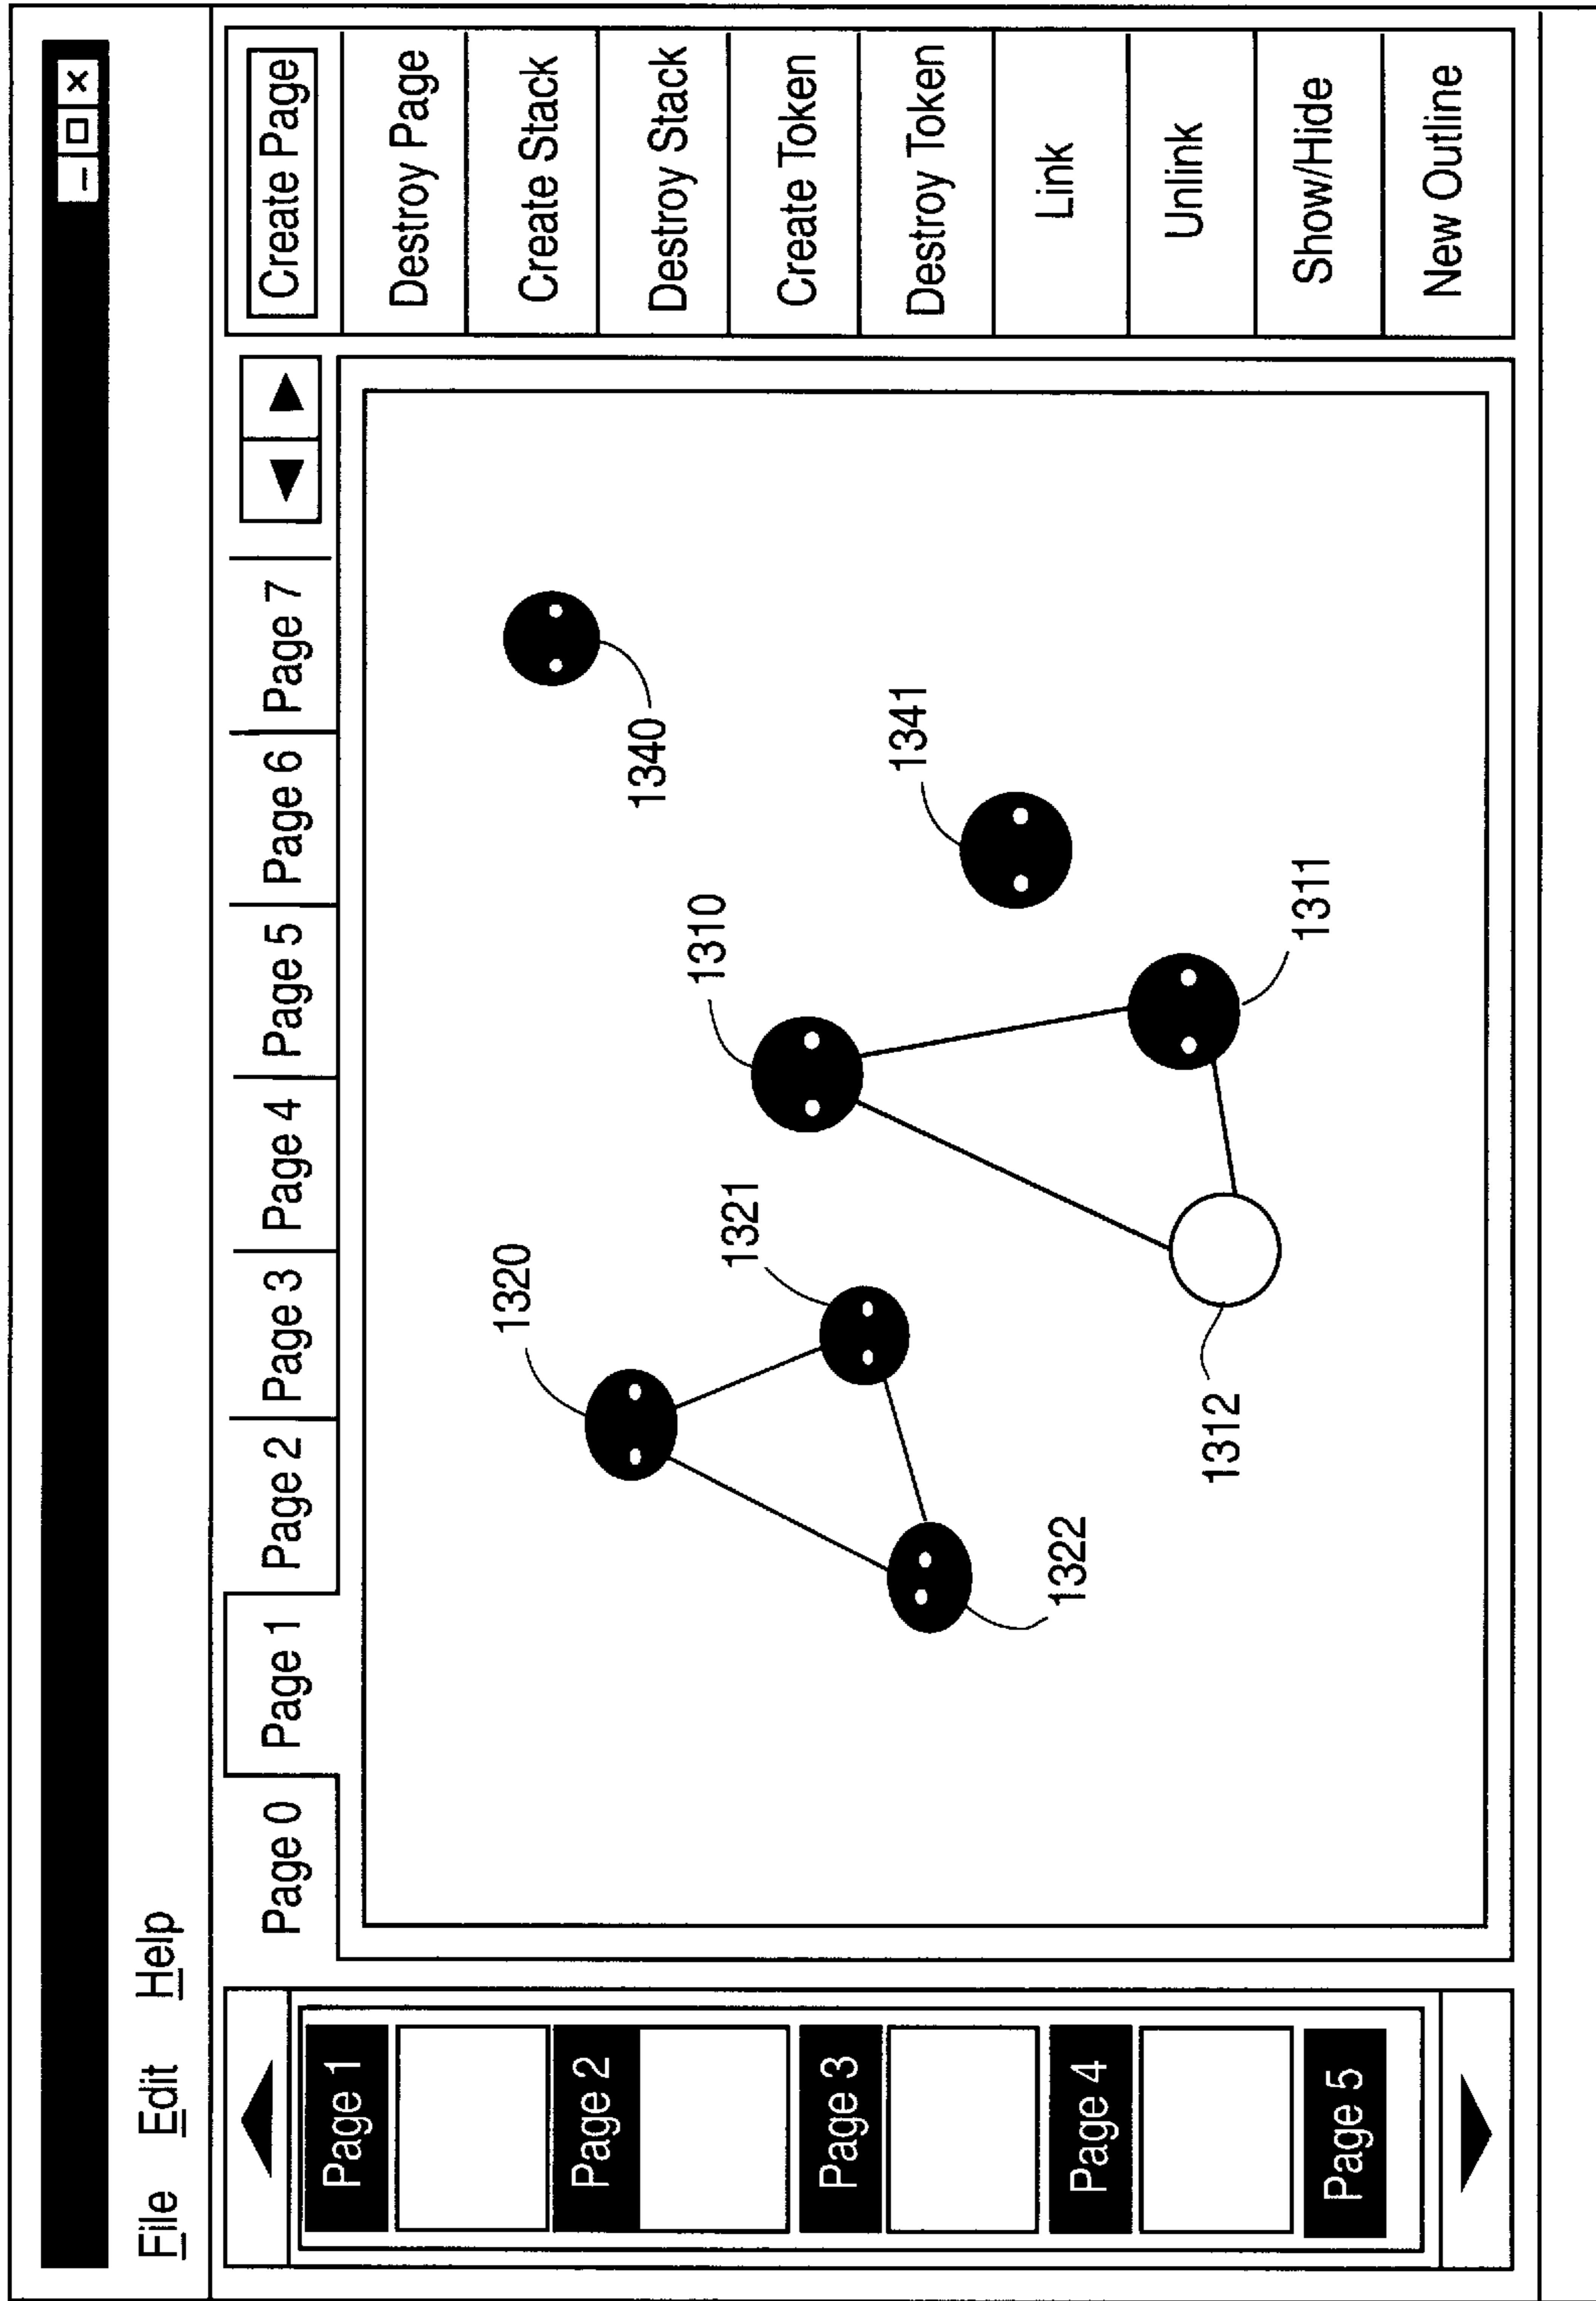 File Edit Help
Page 0 Page 1 Page 2 Page 3 Page 4 Page 5 Page 6 Page 7
Page 1
Page 2
Page 3
Page 4
Page 5
1320
1340
1310
1321
1341
1322
1312
1311
Create Page
Destroy Page
Create Stack
Destroy Stack
Create Token
Destroy Token
Link
Unlink
Show/Hide
New Outline